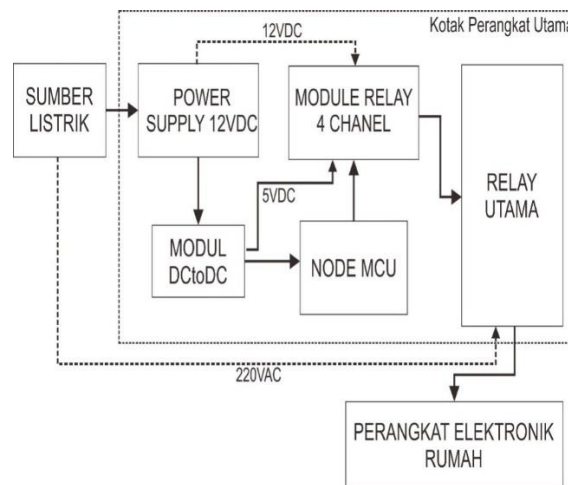 12VDC
Kotak Perangkat Utama
SUMBER
LISTRIK
POWER
SUPPLY 12VDC
MODULE RELAY
4 CHANEL
RELAY
UTAMA
5VDC
MODUL
DCtoDC
NODE MCU
220VAC
PERANGKAT ELEKTRONIK
RUMAH